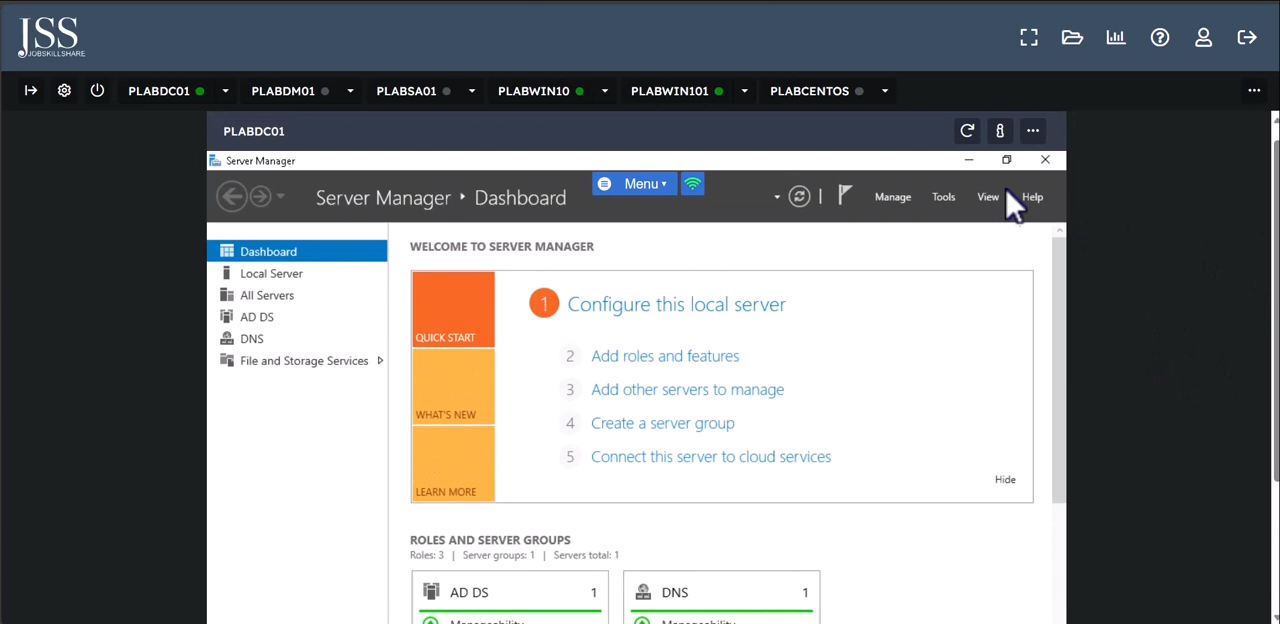 JSS
JOBSKILLSHARE
PLABDC01 PLABDM01 PLABSA01 PLABWIN10 PLABWIN101 PLABCENTOS
PLABDC01
Server Manager
Server Manager Dashboard
Menu
Manage Tools View Help
Dashboard
Local Server
All Servers
AD DS
DNS
File and Storage Services
WELCOME TO SERVER MANAGER
QUICK START
WHAT'S NEW
LEARN MORE
1 Configure this local server
2 Add roles and features
3 Add other servers to manage
4 Create a server group
5 Connect this server to cloud services
Hide
ROLES AND SERVER GROUPS
Roles: 3 | Server groups: 1 | Servers total: 1
AD DS 1
DNS 1
Manageability
Manageability